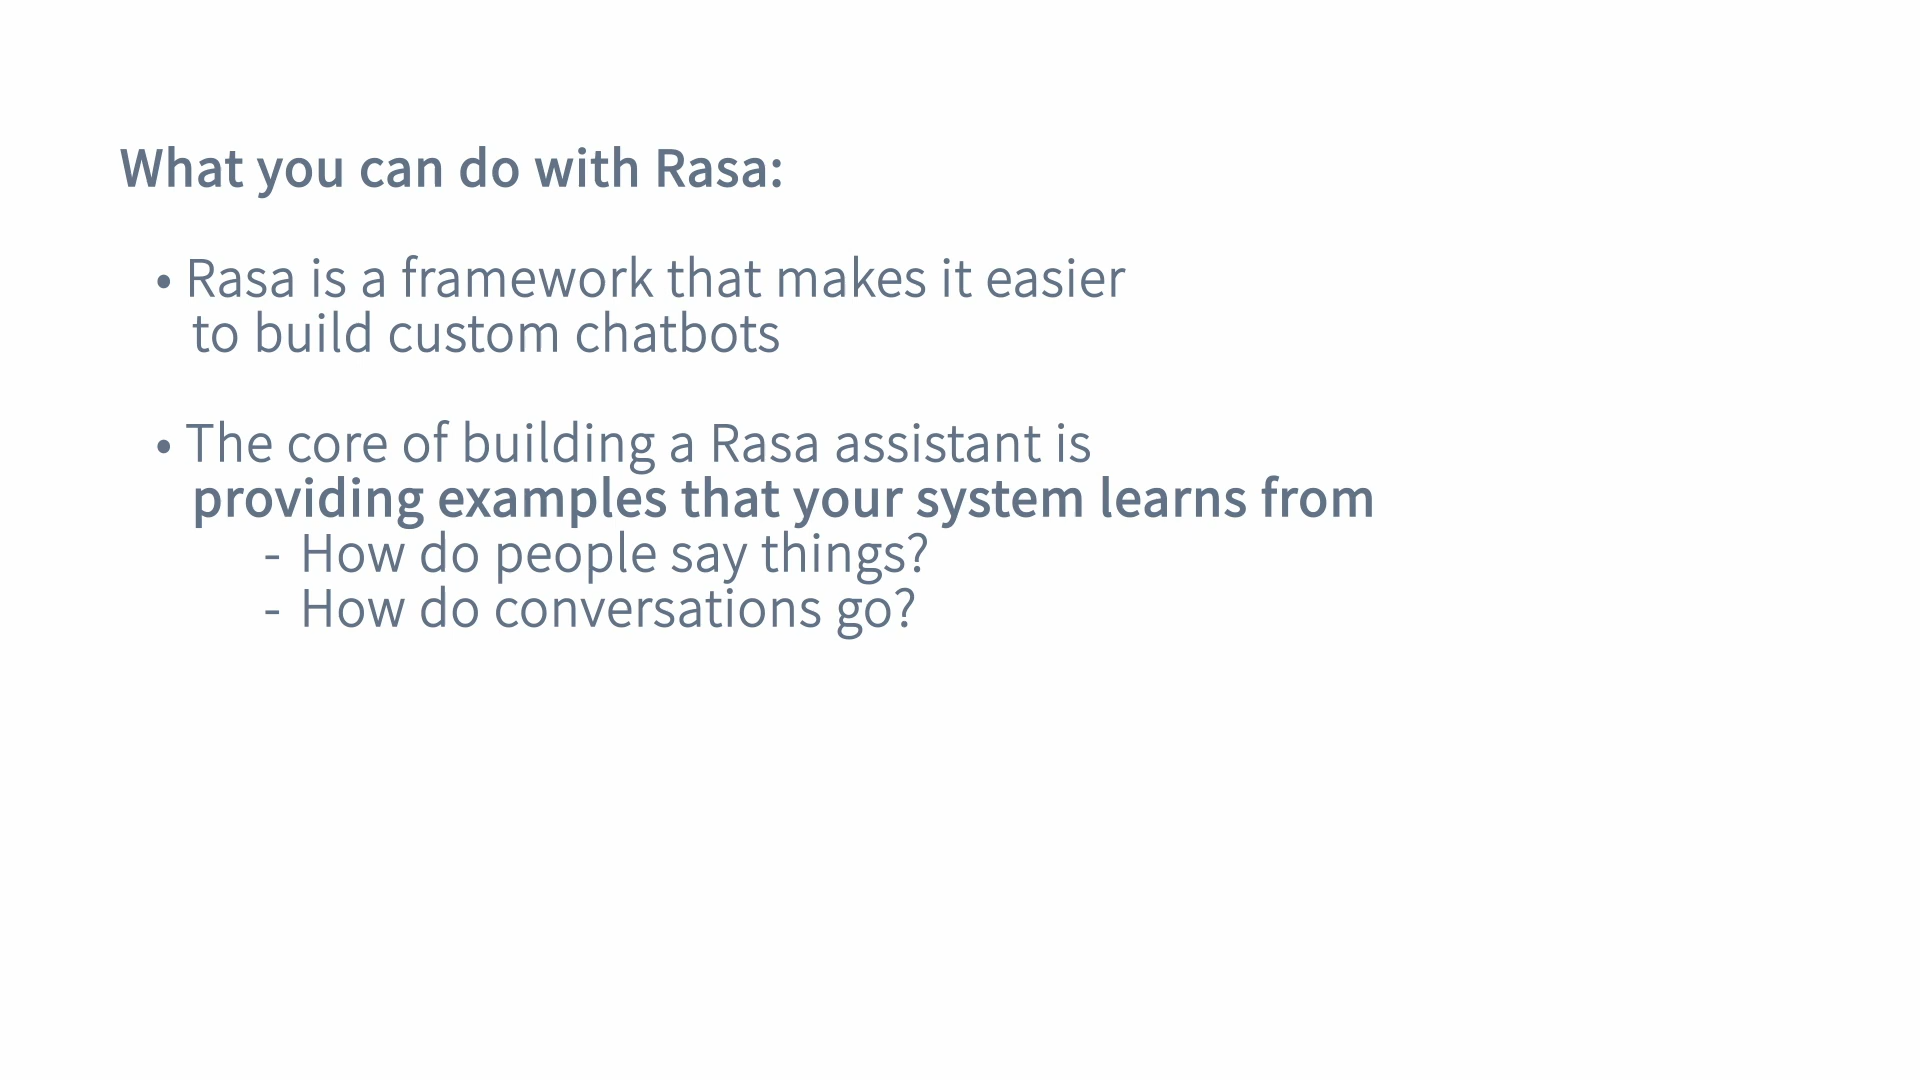 What you can do with Rasa:
• Rasa is a framework that makes it easier
to build custom chatbots
• The core of building a Rasa assistant is
providing examples that your system learns from
- How do people say things?
- How do conversations go?